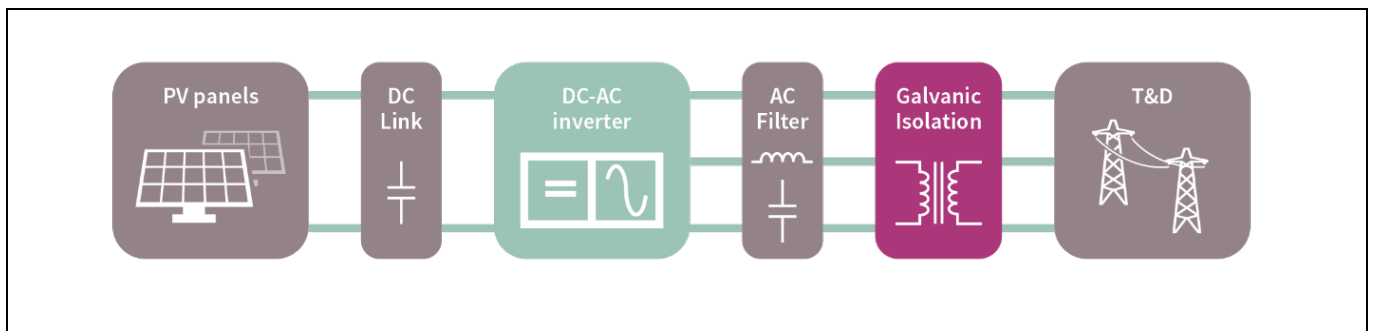 PV panels
DC
Link
DC-AC
inverter
AC
Filter
Galvanic
Isolation
T&D